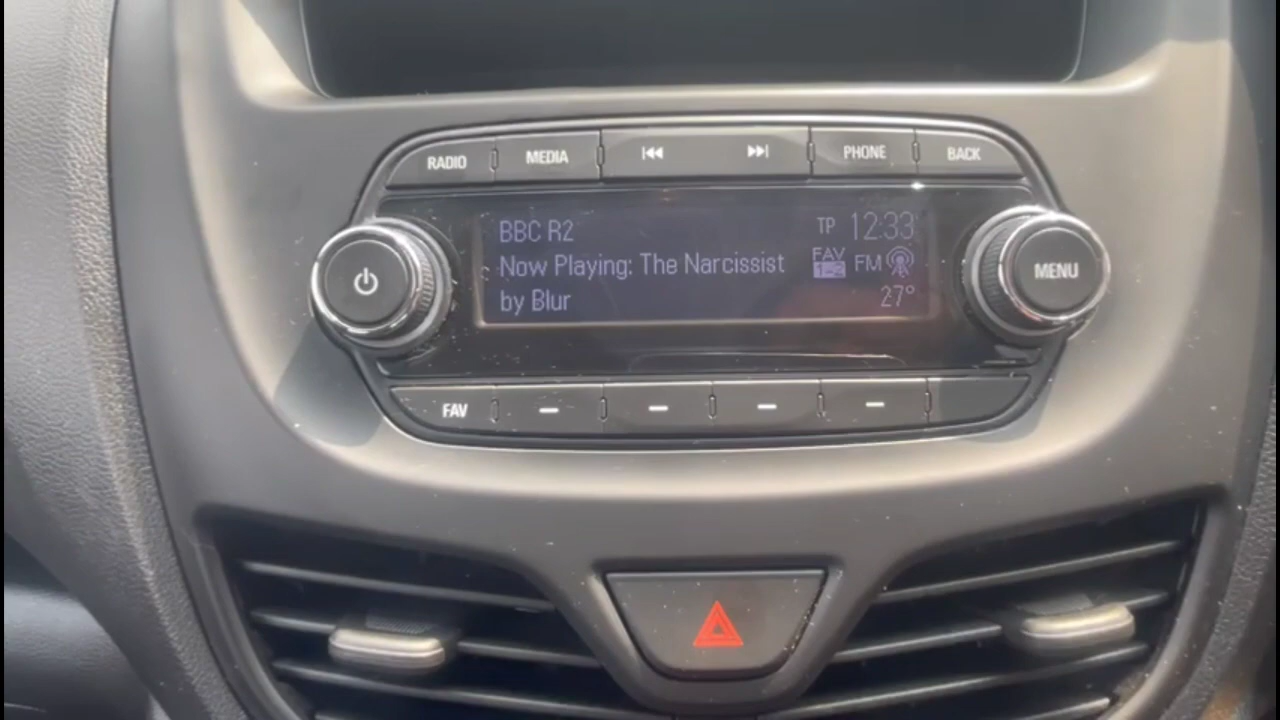 RADIO MEDIA PHONE BACK
BBC R2 TP 12:33
Now Playing: The Narcissist FAV 1-2 FM
by Blur 27°
MENU
FAV